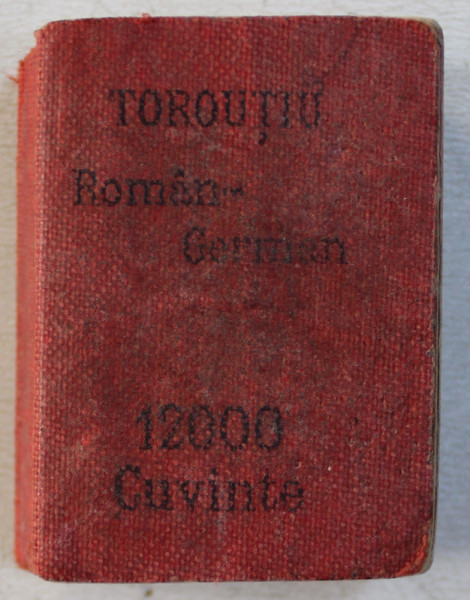 TOROUȚIU
Român-
German
12000
Cuvinte